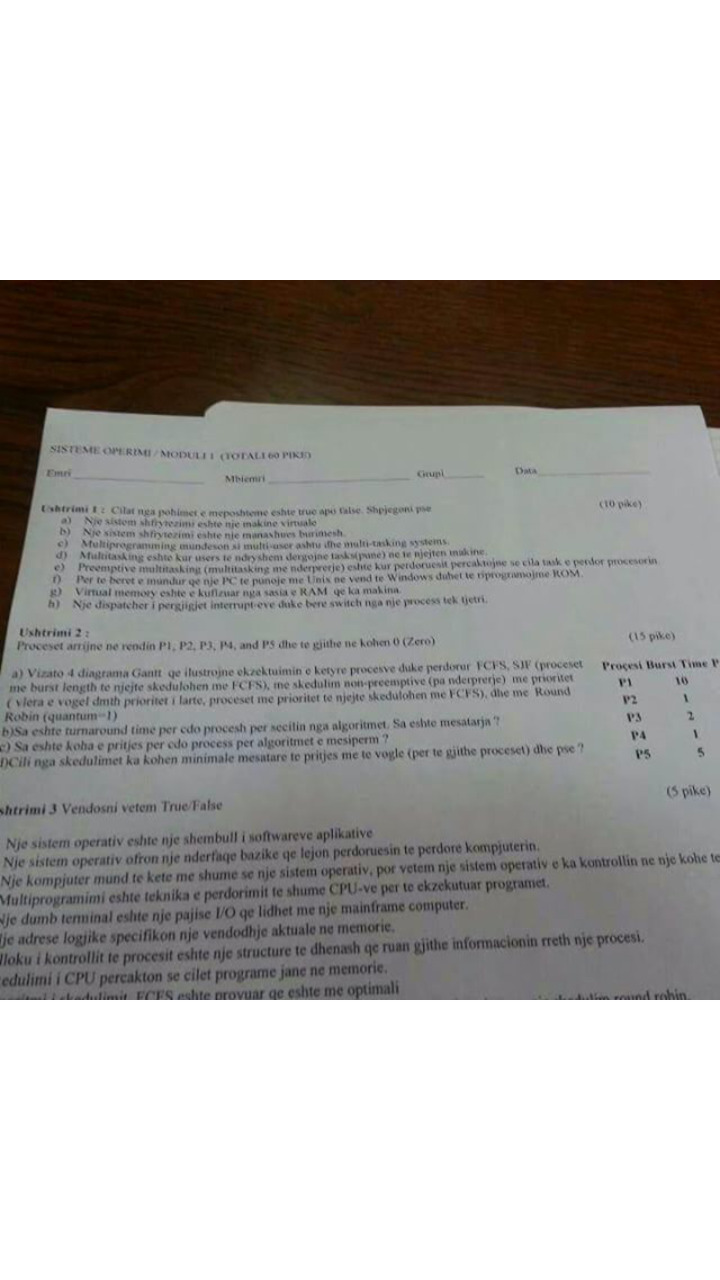 SISTEME OPERIMI / MODULI 1 (TOTALI 60 PIKE)
Emri Mbiemri Grupi Data
Ushtrimi 1 : Cilat nga pohimet e meposhteme eshte true apo false. Shpjegoni pse (10 pike)
a) Nje sistem shfrytezimi eshte nje makine virtuale
b) Nje sistem shfrytezimi eshte nje manaxhues burimesh.
c) Multiprogramming mundeson si multi-user ashtu dhe multi-tasking systems.
d) Multitasking eshte kur users te ndryshem dergojne tasks(pune) ne te njejten makine.
e) Preemptive multitasking (multitasking me nderprerje) eshte kur perdoruesit percaktojne se cila task e perdor procesorin.
f) Per te beret e mundur qe nje PC te punoje me Unix ne vend te Windows duhet te riprogramojme ROM.
g) Virtual memory eshte e kufizuar nga sasia e RAM qe ka makina.
h) Nje dispatcher i pergjigjet interrupt-eve duke bere switch nga nje process tek tjetri.
Ushtrimi 2 : (15 pike)
Proceset arrijne ne rendin P1, P2, P3, P4, and P5 dhe te gjithe ne kohen 0 (Zero)
a) Vizato 4 diagrama Gantt qe ilustrojne ekzektuimin e ketyre procesve duke perdorur FCFS, SJF (proceset
me burst length te njejte skedulohen me FCFS), me skedulim non-preemptive (pa nderprerje) me prioritet
( vlera e vogel dmth prioritet i larte, proceset me prioritet te njejte skedulohen me FCFS), dhe me Round
Robin (quantum=1)
b)Sa eshte turnaround time per cdo procesh per secilin nga algoritmet. Sa eshte mesatarja ?
c) Sa eshte koha e pritjes per cdo process per algoritmet e mesiperm ?
d)Cili nga skedulimet ka kohen minimale mesatare te pritjes me te vogle (per te gjithe proceset) dhe pse ?
Procesi Burst Time P
P1 10
P2 1
P3 2
P4 1
P5 5
shtrimi 3 Vendosni vetem True/False (5 pike)
Nje sistem operativ eshte nje shembull i softwareve aplikative
Nje sistem operativ ofron nje nderfaqe bazike qe lejon perdoruesin te perdore kompjuterin.
Nje kompjuter mund te kete me shume se nje sistem operativ, por vetem nje sistem operativ e ka kontrollin ne nje kohe te
Multiprogramimi eshte teknika e perdorimit te shume CPU-ve per te ekzekutuar programet.
Nje dumb terminal eshte nje pajise I/O qe lidhet me nje mainframe computer.
je adrese logjike specifikon nje vendodhje aktuale ne memorie.
lloku i kontrollit te procesit eshte nje structure te dhenash qe ruan gjithe informacionin rreth nje procesi.
edulimi i CPU percakton se cilet programe jane ne memorie.
skedulimit FCFS eshte provuar qe eshte me optimali
skedulim round robin.